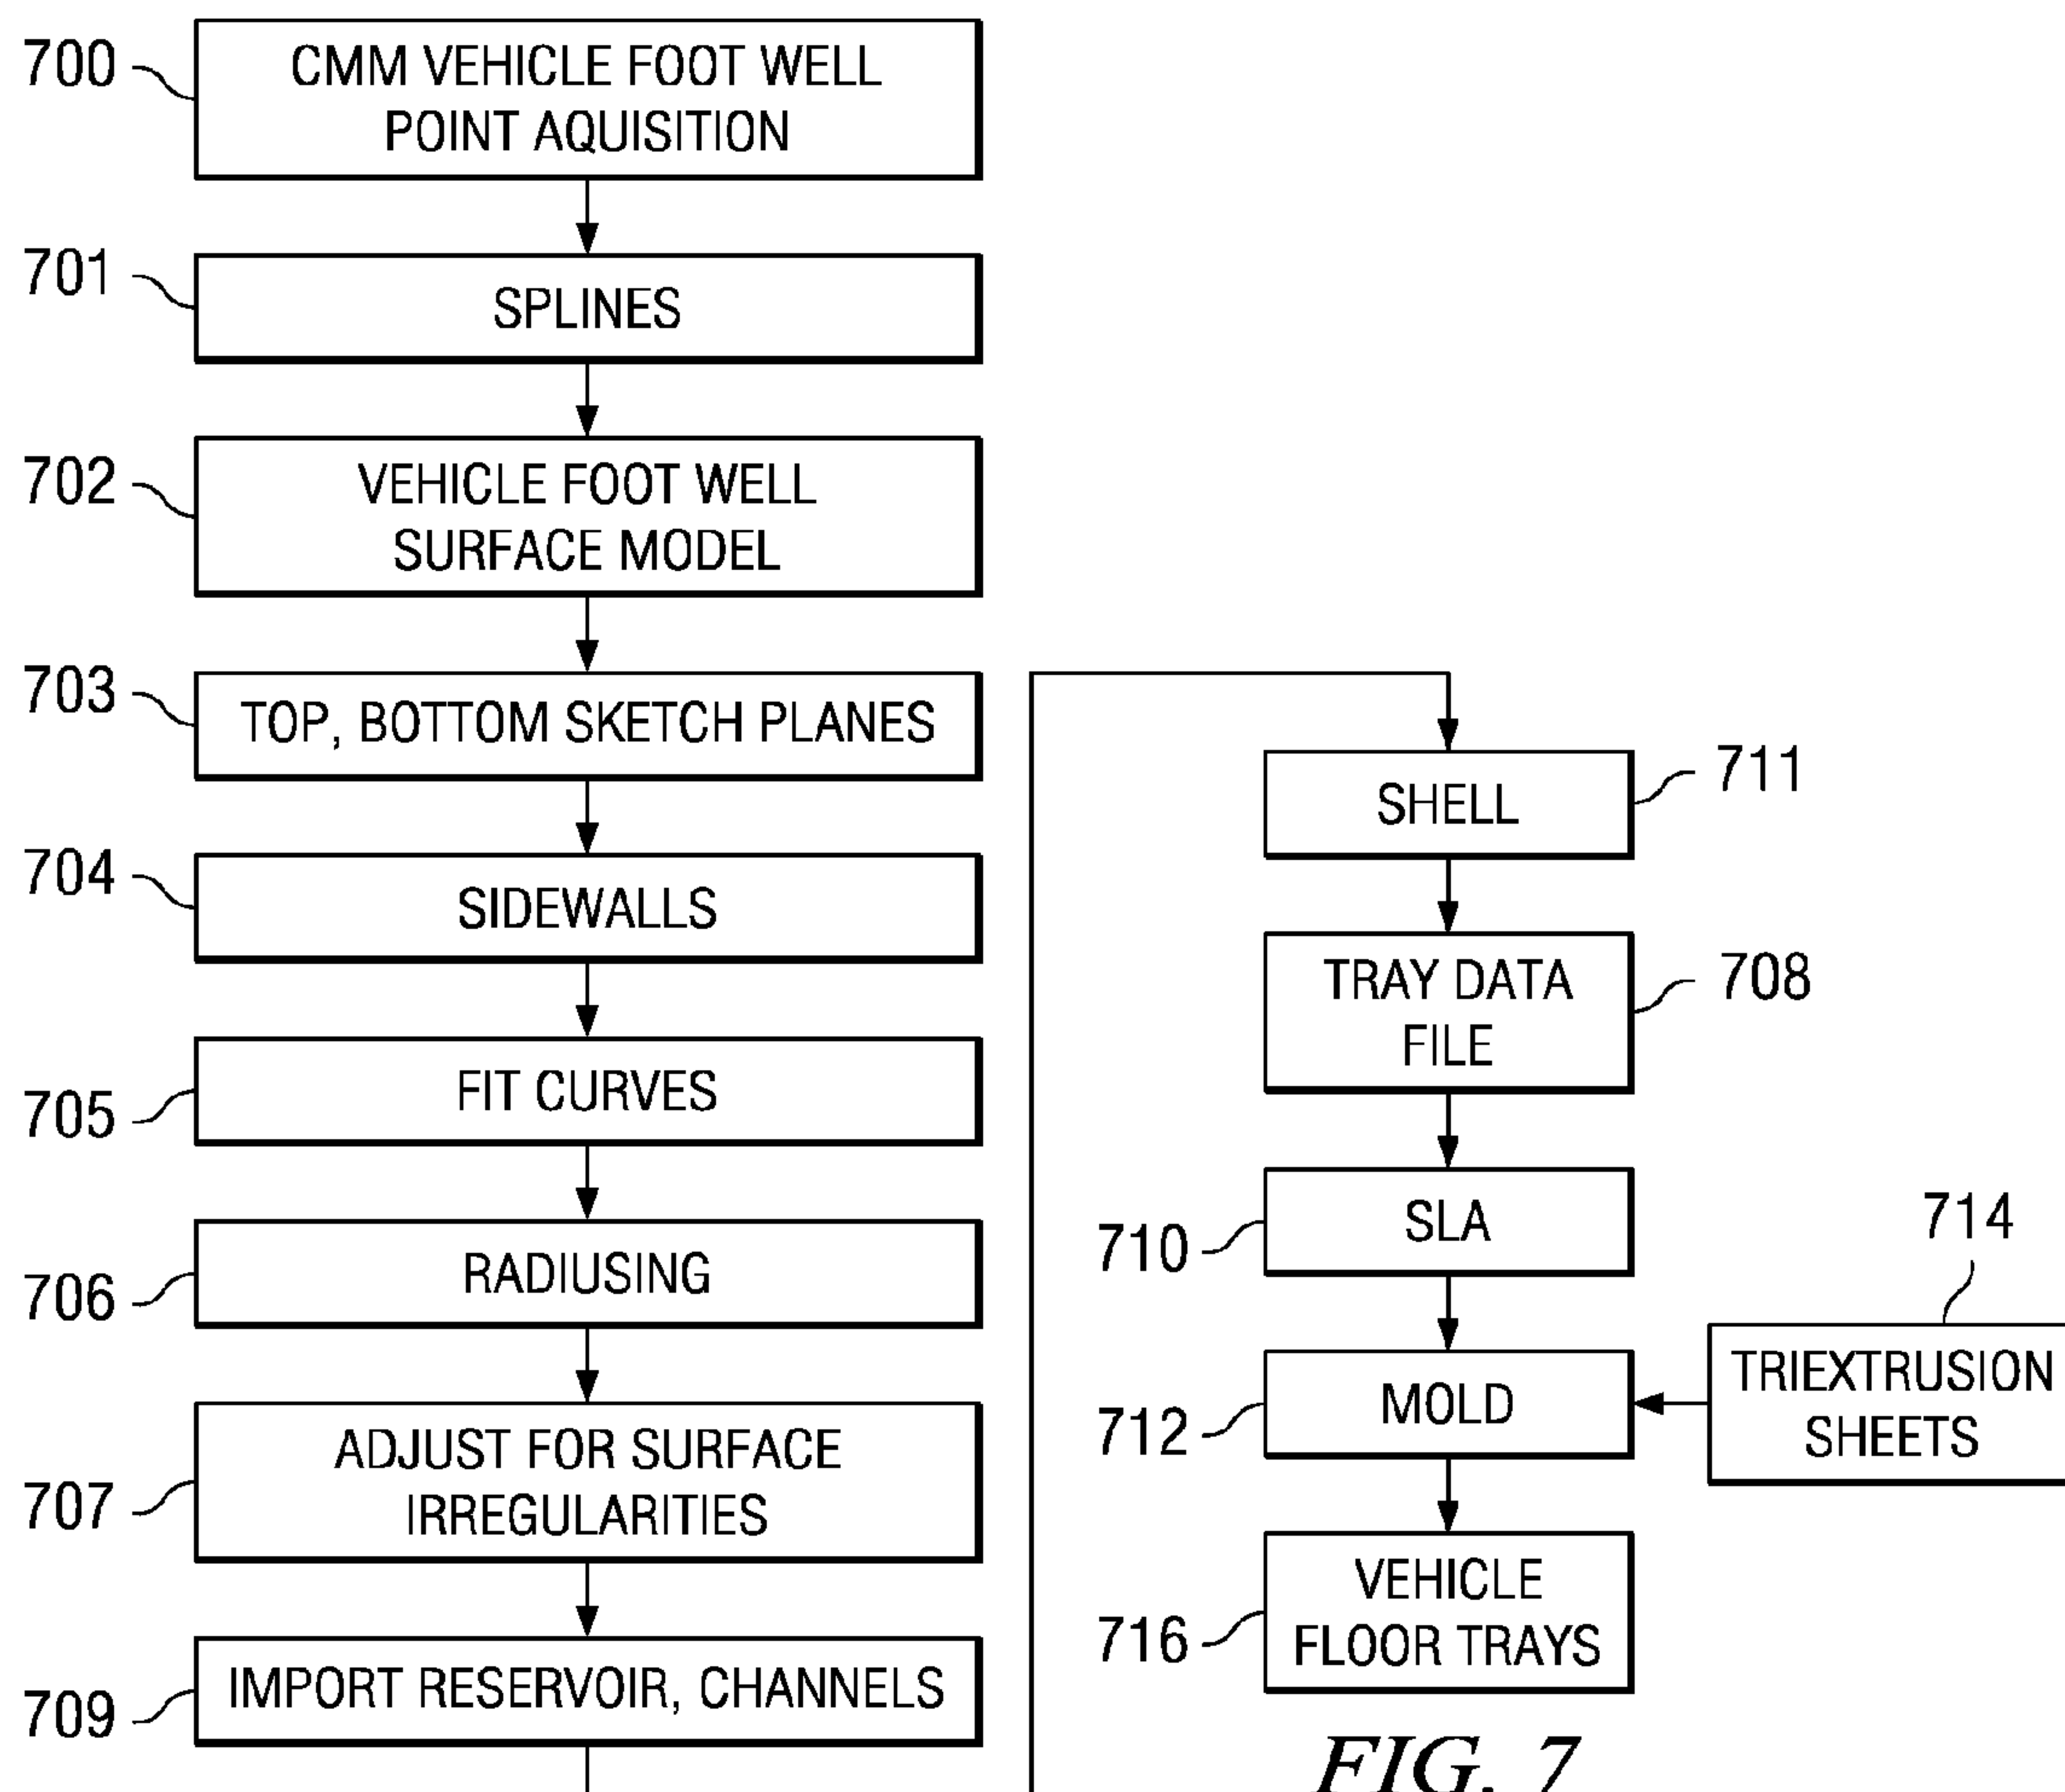 700
CMM VEHICLE FOOT WELL
POINT AQUISITION
701
SPLINES
702
VEHICLE FOOT WELL
SURFACE MODEL
703
TOP, BOTTOM SKETCH PLANES
704
SIDEWALLS
705
FIT CURVES
706
RADIUSING
707
ADJUST FOR SURFACE
IRREGULARITIES
709
IMPORT RESERVOIR, CHANNELS
SHELL
711
TRAY DATA
FILE
708
710
SLA
714
712
MOLD
TRIEXTRUSION
SHEETS
716
VEHICLE
FLOOR TRAYS
FIG. 7